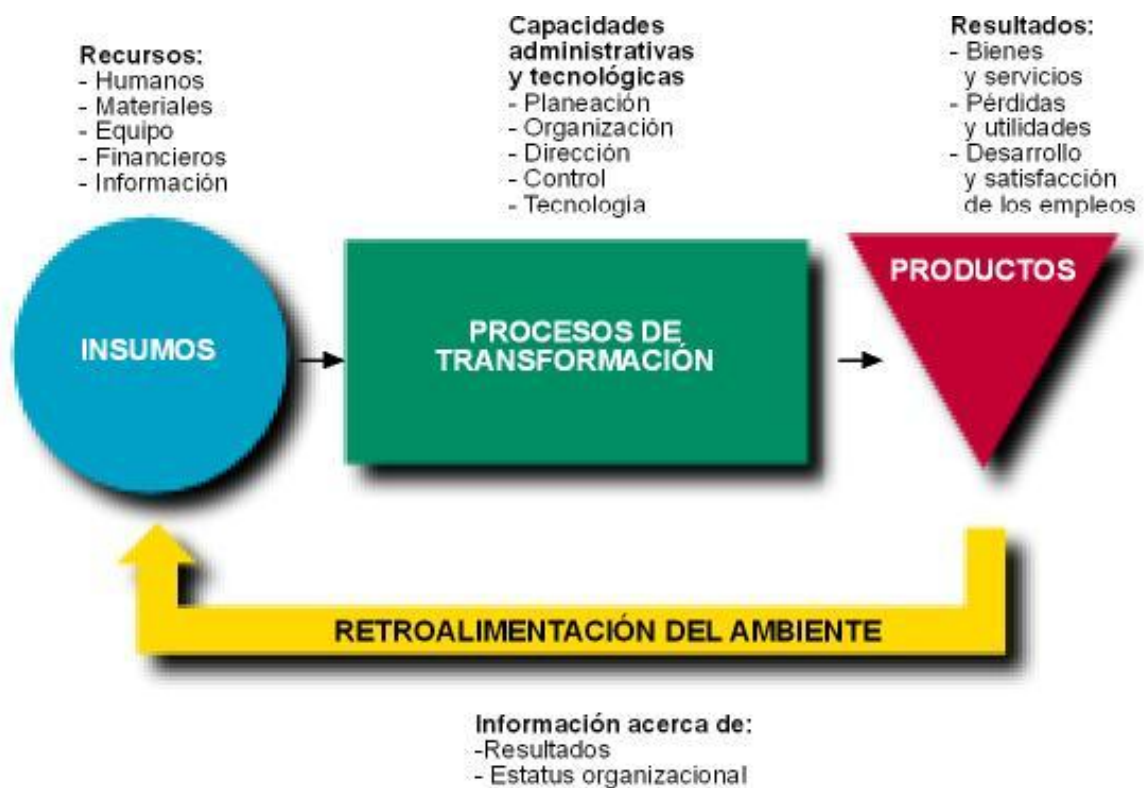 Recursos:
- Humanos
- Materiales
- Equipo
- Financieros
- Información
Capacidades
administrativas
y tecnológicas
- Planeación
- Organización
- Dirección
- Control
- Tecnologia
Resultados:
- Bienes
y servicios
- Pérdidas
y utilidades
- Desarrollo
y satisfacción
de los empleos
INSUMOS
PROCESOS DE
TRANSFORMACIÓN
PRODUCTOS
RETROALIMENTACIÓN DEL AMBIENTE
Información acerca de:
-Resultados
- Estatus organizacional